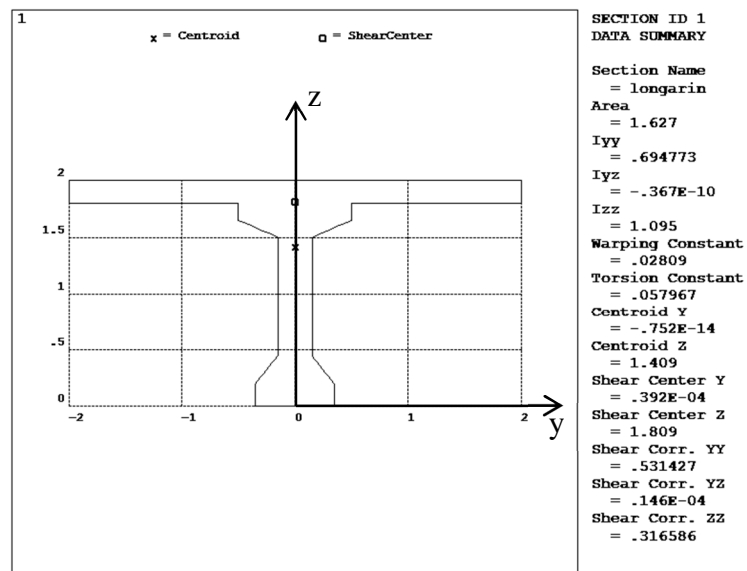 1
x = Centroid
= ShearCenter
z
2
1.5
1
.5
0
-2
-1
0
1
2
y
SECTION ID 1
DATA SUMMARY
Section Name
= longarin
Area
= 1.627
Iyy
= .694773
Iyz
= -.367E-10
Izz
= 1.095
Warping Constant
= .02809
Torsion Constant
= .057967
Centroid Y
= -.752E-14
Centroid Z
= 1.409
Shear Center Y
= .392E-04
Shear Center Z
= 1.809
Shear Corr. YY
= .531427
Shear Corr. YZ
= .146E-04
Shear Corr. ZZ
= .316586